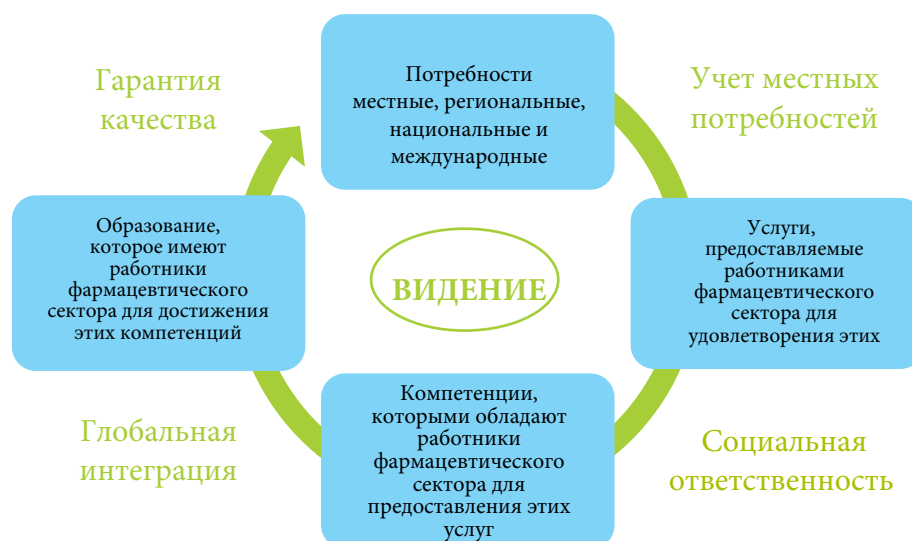 Гарантия
качества
Потребности
местные, региональные,
национальные и
международные
Учет местных
потребностей
Образование,
которое имеют
работники
фармацевтического
сектора для достижения
этих компетенций
ВИДЕНИЕ
Услуги,
предоставляемые
работниками
фармацевтического
сектора для
удовлетворения этих
Глобальная
интеграция
Компетенции,
которыми обладают
работники
фармацевтического
сектора для
предоставления этих
услуг
Социальная
ответственность